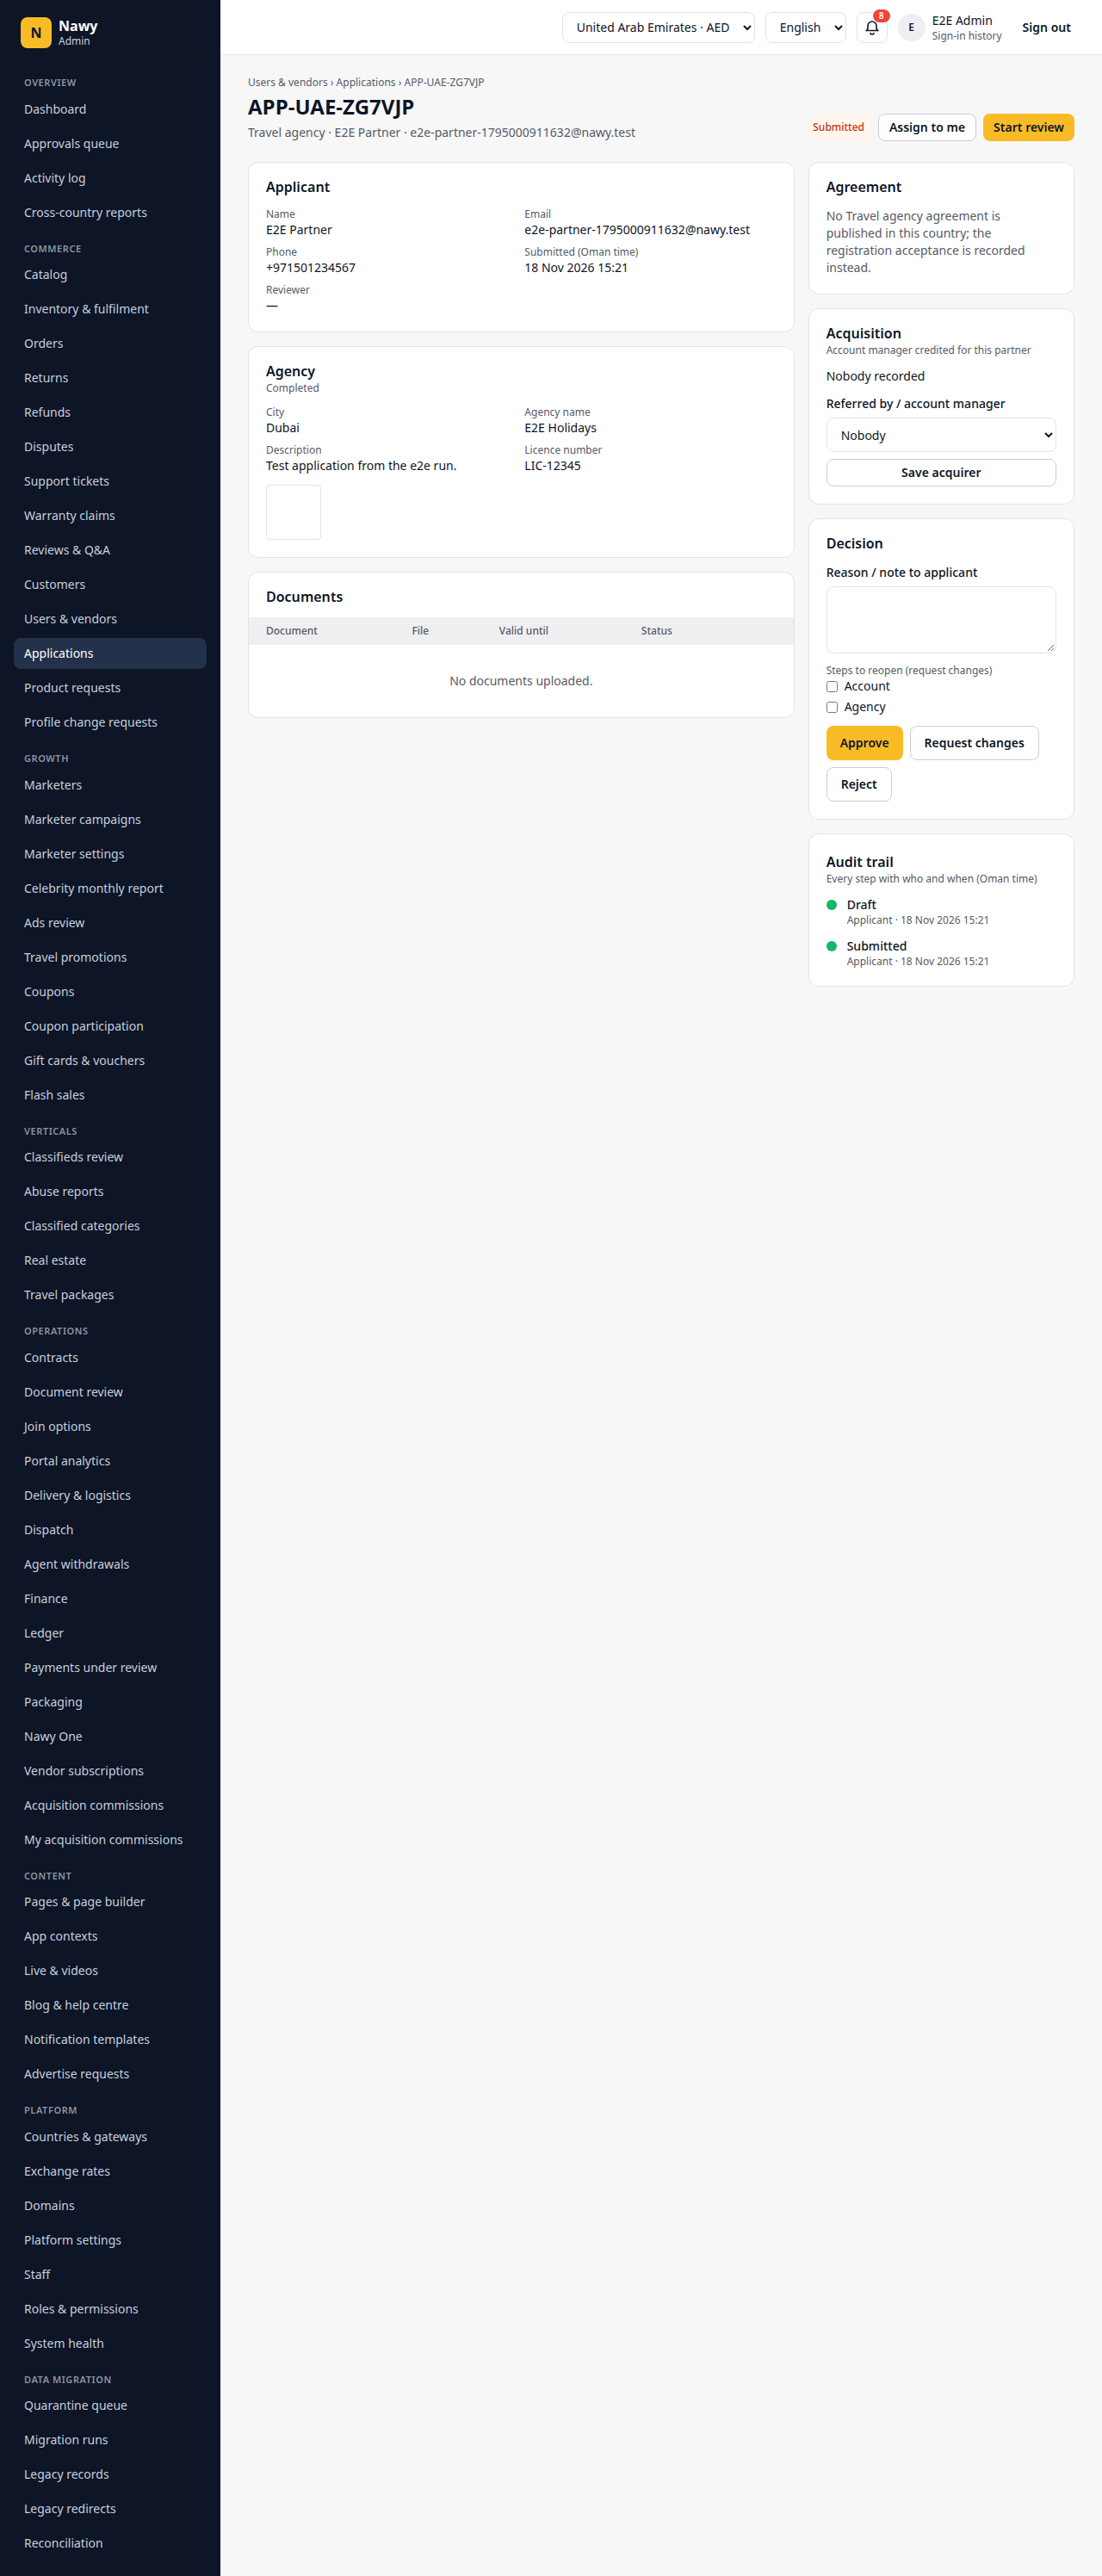 N
Nawy
Admin
OVERVIEW
Dashboard
Approvals queue
Activity log
Cross-country reports
COMMERCE
Catalog
Inventory & fulfilment
Orders
Returns
Refunds
Disputes
Support tickets
Warranty claims
Reviews & Q&A
Customers
Users & vendors
Applications
Product requests
Profile change requests
GROWTH
Marketers
Marketer campaigns
Marketer settings
Celebrity monthly report
Ads review
Travel promotions
Coupons
Coupon participation
Gift cards & vouchers
Flash sales
VERTICALS
Classifieds review
Abuse reports
Classified categories
Real estate
Travel packages
OPERATIONS
Contracts
Document review
Join options
Portal analytics
Delivery & logistics
Dispatch
Agent withdrawals
Finance
Ledger
Payments under review
Packaging
Nawy One
Vendor subscriptions
Acquisition commissions
My acquisition commissions
CONTENT
Pages & page builder
App contexts
Live & videos
Blog & help centre
Notification templates
Advertise requests
PLATFORM
Countries & gateways
Exchange rates
Domains
Platform settings
Staff
Roles & permissions
System health
DATA MIGRATION
Quarantine queue
Migration runs
Legacy records
Legacy redirects
Reconciliation
United Arab Emirates · AED
English
8
E
E2E Admin
Sign-in history
Sign out
Users & vendors › Applications › APP-UAE-ZG7VJP
APP-UAE-ZG7VJP
Travel agency · E2E Partner · e2e-partner-1795000911632@nawy.test
Submitted
Assign to me
Start review
Applicant
Name
E2E Partner
Email
e2e-partner-1795000911632@nawy.test
Phone
+971501234567
Submitted (Oman time)
18 Nov 2026 15:21
Reviewer
—
Agency
Completed
City
Dubai
Agency name
E2E Holidays
Description
Test application from the e2e run.
Licence number
LIC-12345
Documents
Document File Valid until Status
No documents uploaded.
Agreement
No Travel agency agreement is
published in this country; the
registration acceptance is recorded
instead.
Acquisition
Account manager credited for this partner
Nobody recorded
Referred by / account manager
Nobody
Save acquirer
Decision
Reason / note to applicant
Steps to reopen (request changes)
Account
Agency
Approve
Request changes
Reject
Audit trail
Every step with who and when (Oman time)
Draft
Applicant · 18 Nov 2026 15:21
Submitted
Applicant · 18 Nov 2026 15:21